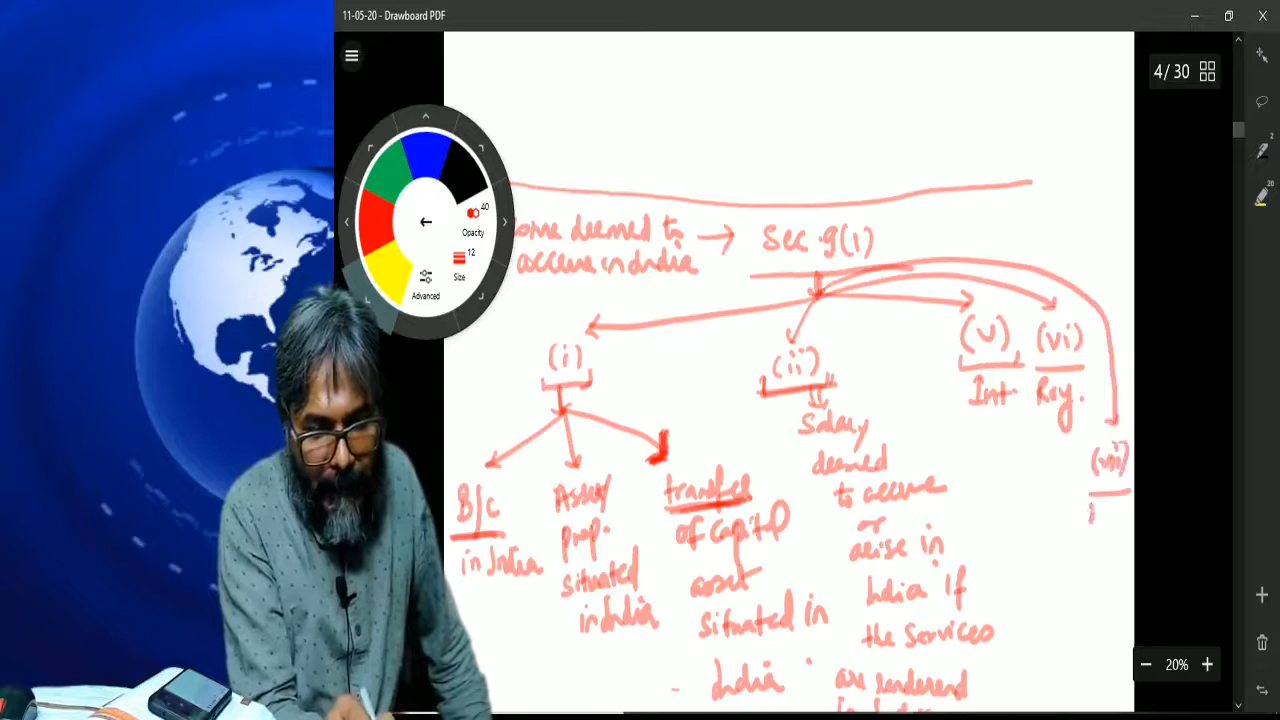 11-05-20 - Drawboard PDF
4/ 30
40
Opacity
12
Size
Advanced
deemed to → Sec. 9(1)
accrue in India
(i)
(ii)
(v)
(vi)
Int.
Roy.
(vii)
B/C
in India
Asset/
prop.
situated
in India
transfer
of Capital
asset
situated in
India
Salary
deemed
to accrue
or
arise in
India if
the services
are rendered
2
20
20%